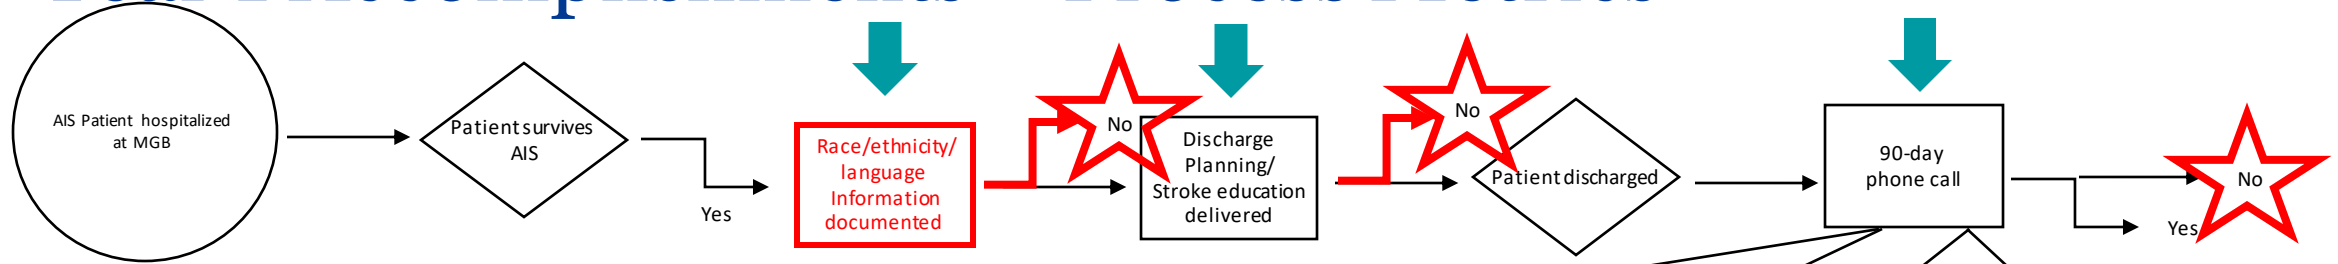 AIS Patient hospitalized
at MGB
Patient survives
AIS
Yes
Race/ethnicity/
language
Information
documented
No
Discharge
Planning/
Stroke education
delivered
No
Patient discharged
90-day
phone call
No
Yes